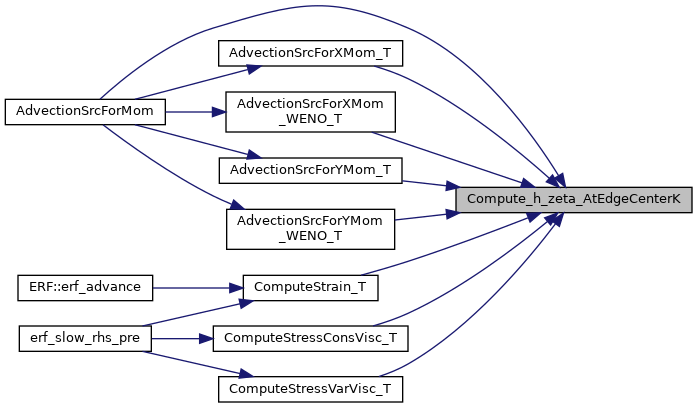 AdvectionSrcForXMom_T
AdvectionSrcForMom
AdvectionSrcForXMom
_WENO_T
AdvectionSrcForYMom_T
Compute_h_zeta_AtEdgeCenterK
AdvectionSrcForYMom
_WENO_T
ERF::erf_advance
ComputeStrain_T
erf_slow_rhs_pre
ComputeStressConsVisc_T
ComputeStressVarVisc_T